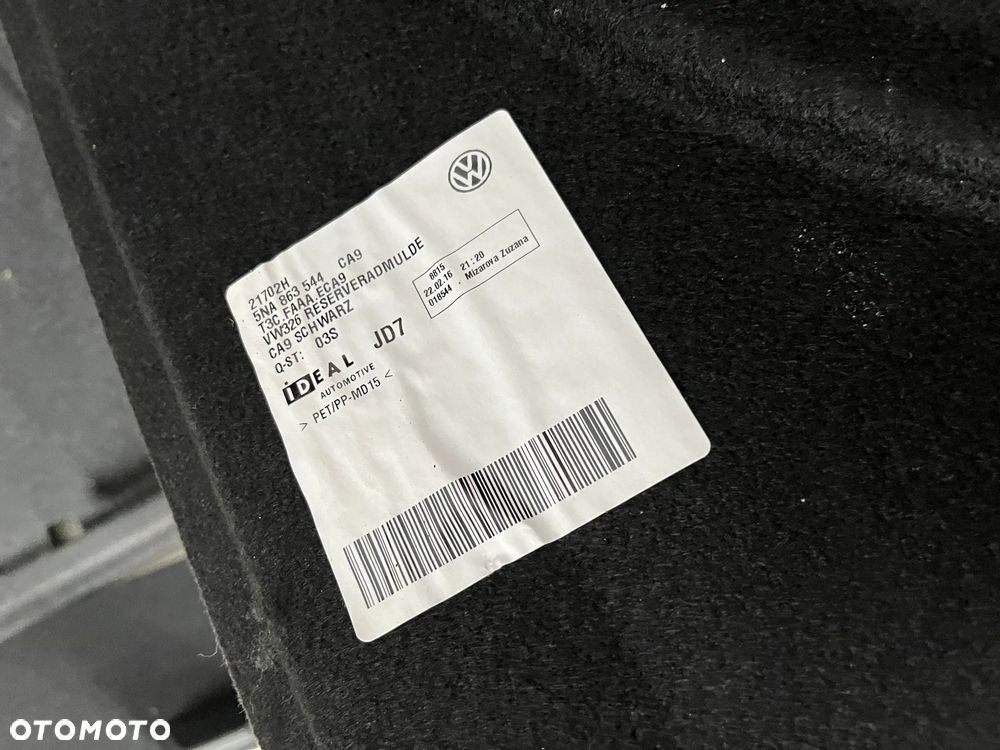 21702H
5NA 863 544 CA9
T3C.FAAA.ECA9
VW326 RESERVERADMULDE
CA9 SCHWARZ
Q-ST: 03S
IDEAL AUTOMOTIVE JD7
> PET/PP-MD15 <
8815
22.02.16 21:20
018544 - Mizarova Zuzana
OTOMOTO